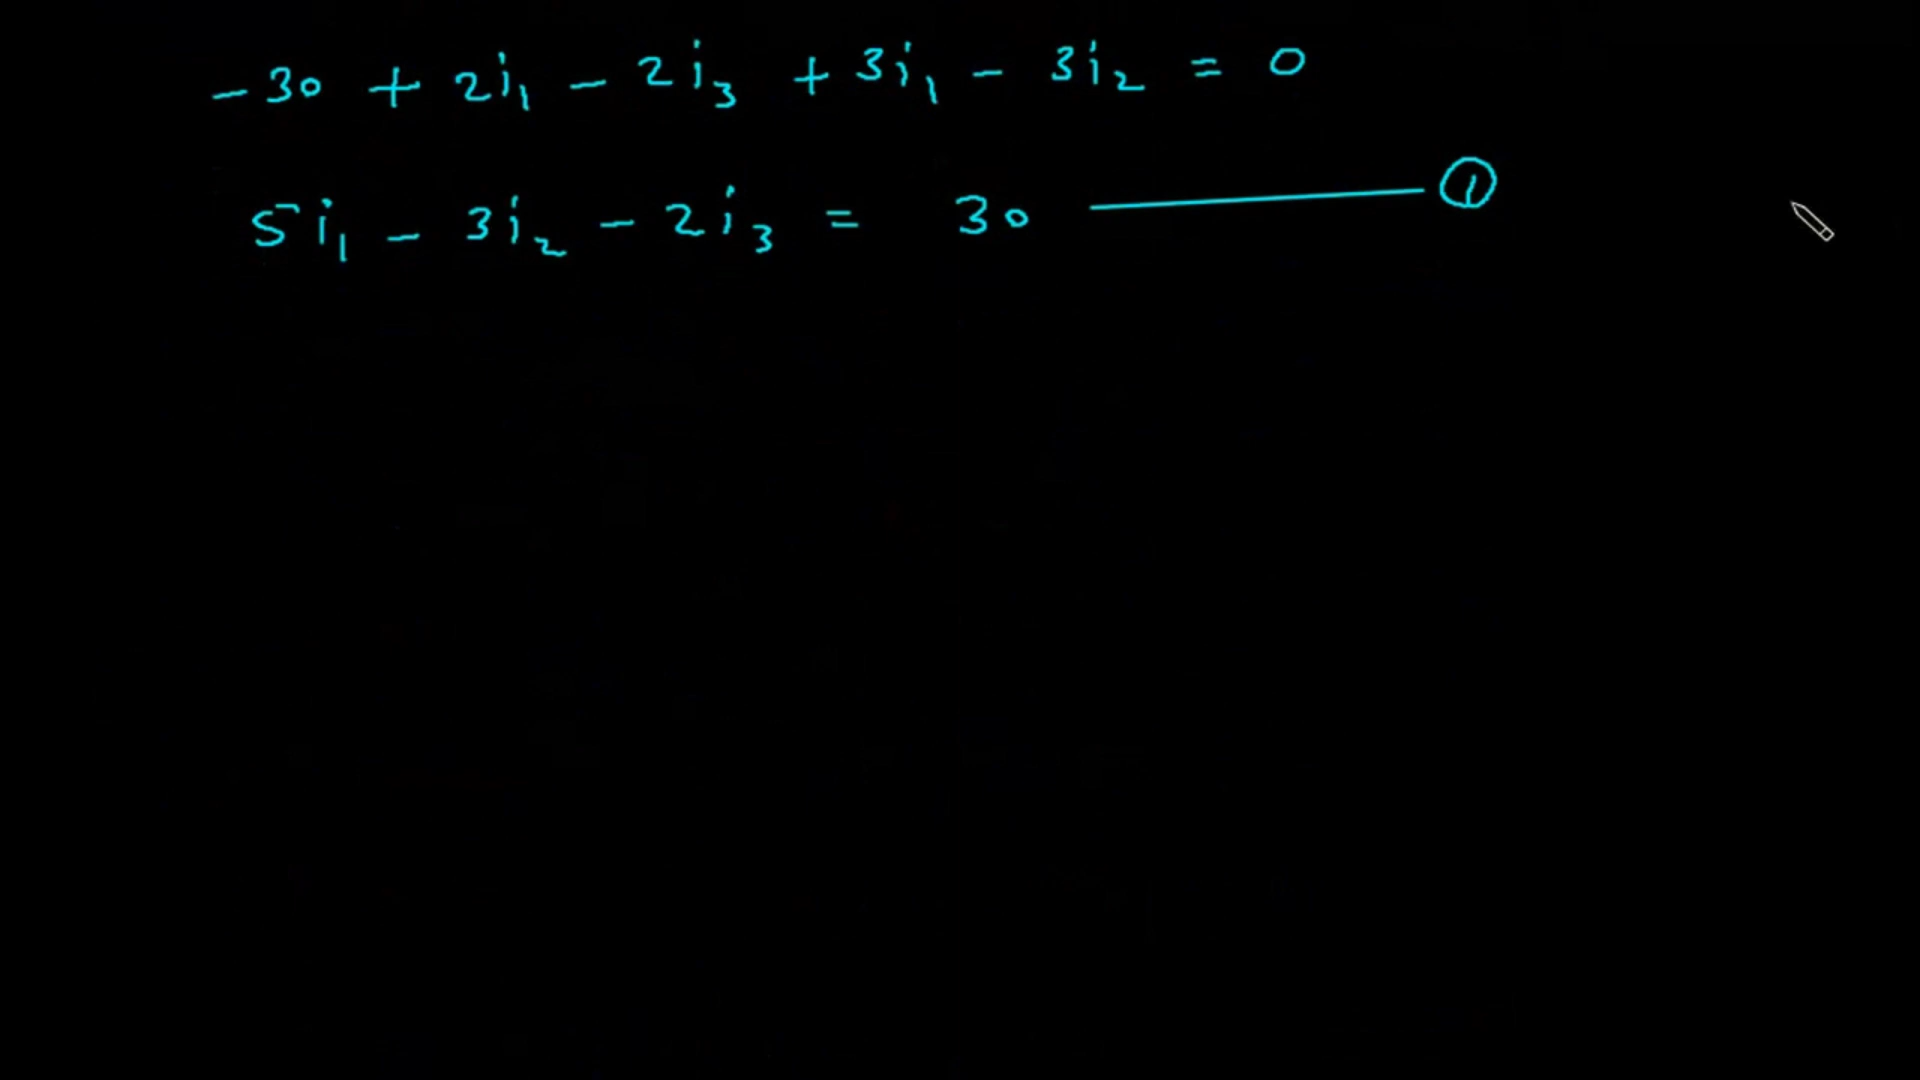 - 30 + 2i₁ - 2i₃ + 3i₁ - 3i₂ = 0
5i₁ - 3i₂ - 2i₃ = 30 —— ①